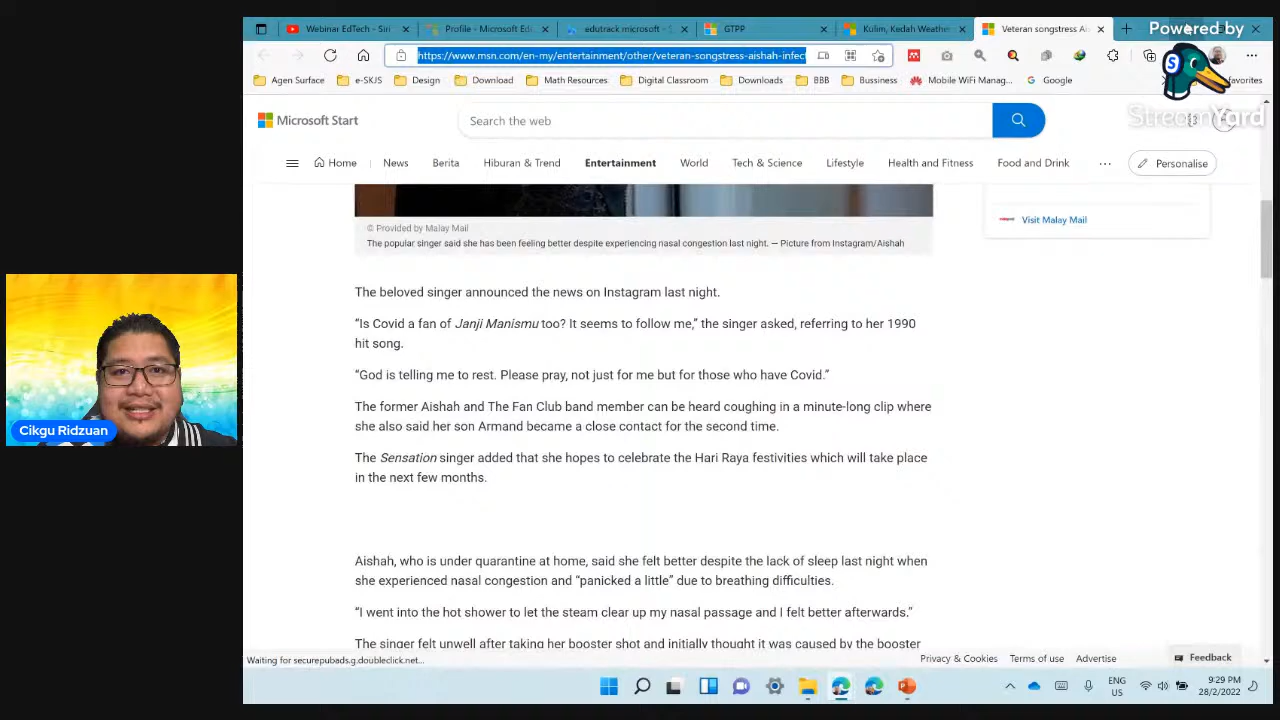 Webinar EdTech - Siri
Profile - Microsoft Ed
edutrack microsoft - S
GTPP
Kulim, Kedah Weather
Veteran songstress Ai
Powered by
https://www.msn.com/en-my/entertainment/other/veteran-songstress-aishah-infect
Agen Surface
e-SKJS
Design
Download
Math Resources
Digital Classroom
Downloads
BBB
Bussiness
Mobile WiFi Manag...
Google
favorites
StreamYard
Microsoft Start
Search the web
Home
News
Berita
Hiburan & Trend
Entertainment
World
Tech & Science
Lifestyle
Health and Fitness
Food and Drink
...
Personalise
Visit Malay Mail
© Provided by Malay Mail
The popular singer said she has been feeling better despite experiencing nasal congestion last night. — Picture from Instagram/Aishah
The beloved singer announced the news on Instagram last night.
“Is Covid a fan of Janji Manismu too? It seems to follow me,” the singer asked, referring to her 1990
hit song.
“God is telling me to rest. Please pray, not just for me but for those who have Covid.”
The former Aishah and The Fan Club band member can be heard coughing in a minute-long clip where
she also said her son Armand became a close contact for the second time.
The Sensation singer added that she hopes to celebrate the Hari Raya festivities which will take place
in the next few months.
Aishah, who is under quarantine at home, said she felt better despite the lack of sleep last night when
she experienced nasal congestion and “panicked a little” due to breathing difficulties.
“I went into the hot shower to let the steam clear up my nasal passage and I felt better afterwards.”
The singer felt unwell after taking her booster shot and initially thought it was caused by the booster
Cikgu Ridzuan
Waiting for securepubads.g.doubleclick.net...
Privacy & Cookies
Terms of use
Advertise
Feedback
ENG
US
9:29 PM
28/2/2022